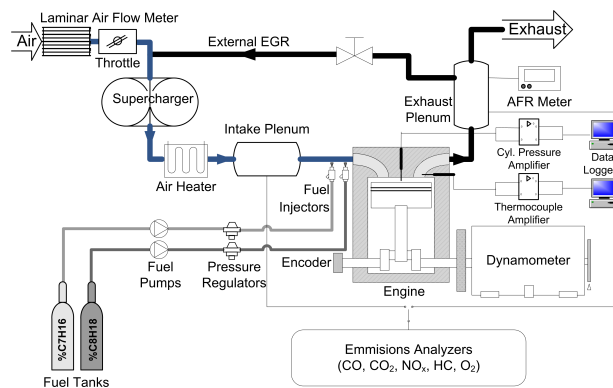 Laminar Air Flow Meter
Air
Throttle
External EGR
Exhaust
Supercharger
Exhaust
Plenum
AFR Meter
Intake Plenum
Cyl. Pressure
Amplifier
Data
Logger
Air Heater
Fuel
Injectors
Thermocouple
Amplifier
Fuel
Pumps
Pressure
Regulators
Encoder
Engine
Dynamometer
%C7H16
%C8H18
Fuel Tanks
Emmisions Analyzers
(CO, CO₂, NOₓ, HC, O₂)